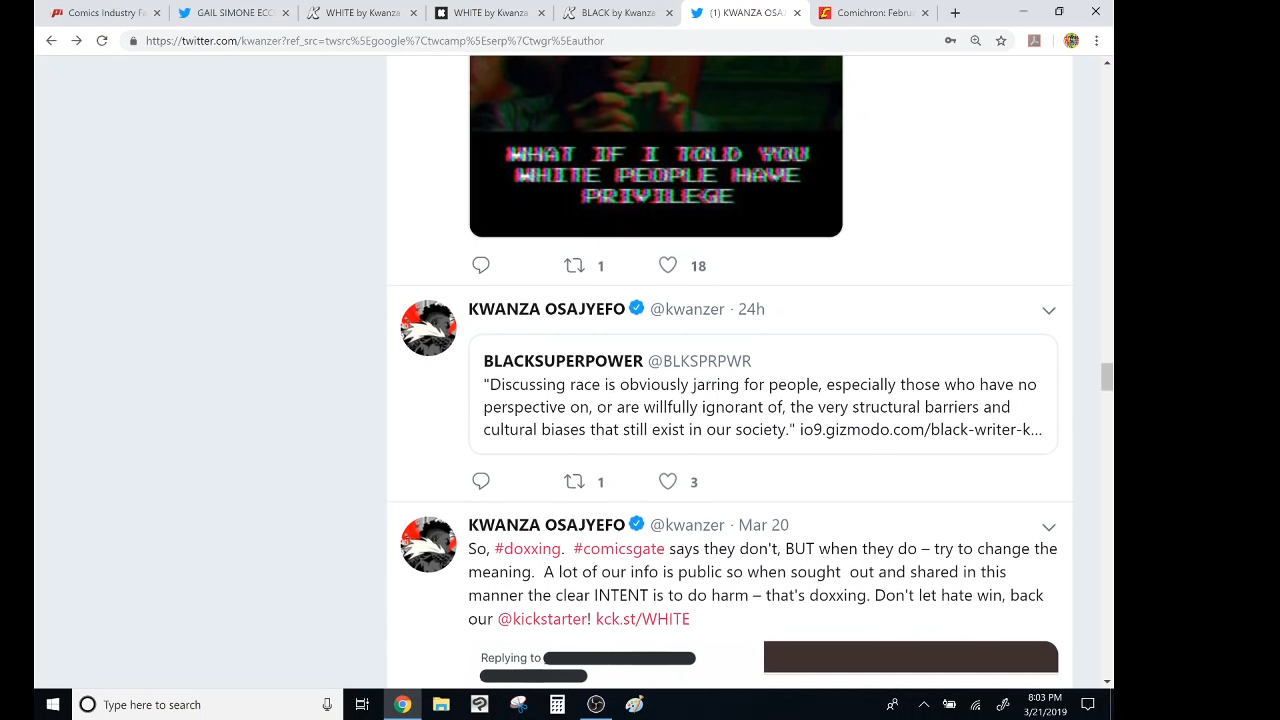 Comics Industry Fa
GAIL SIMONE ECC
WHITE by Kwanza
WHITE by Kwanza
BLACK by Kwanza
(1) KWANZA OSAJ
Comichron: Februa
https://twitter.com/kwanzer?ref_src=twsrc%5Egoogle%7Ctwcamp%5Eserp%7Ctwgr%5Eauthor
WHAT IF I TOLD YOU
WHITE PEOPLE HAVE
PRIVILEGE
1 18
KWANZA OSAJYEFO @kwanzer · 24h
BLACKSUPERPOWER @BLKSPRPWR
"Discussing race is obviously jarring for people, especially those who have no
perspective on, or are willfully ignorant of, the very structural barriers and
cultural biases that still exist in our society." io9.gizmodo.com/black-writer-k...
1 3
KWANZA OSAJYEFO @kwanzer · Mar 20
So, #doxxing. #comicsgate says they don't, BUT when they do – try to change the
meaning. A lot of our info is public so when sought out and shared in this
manner the clear INTENT is to do harm – that's doxxing. Don't let hate win, back
our @kickstarter! kck.st/WHITE
Replying to
Type here to search
8:03 PM
3/21/2019